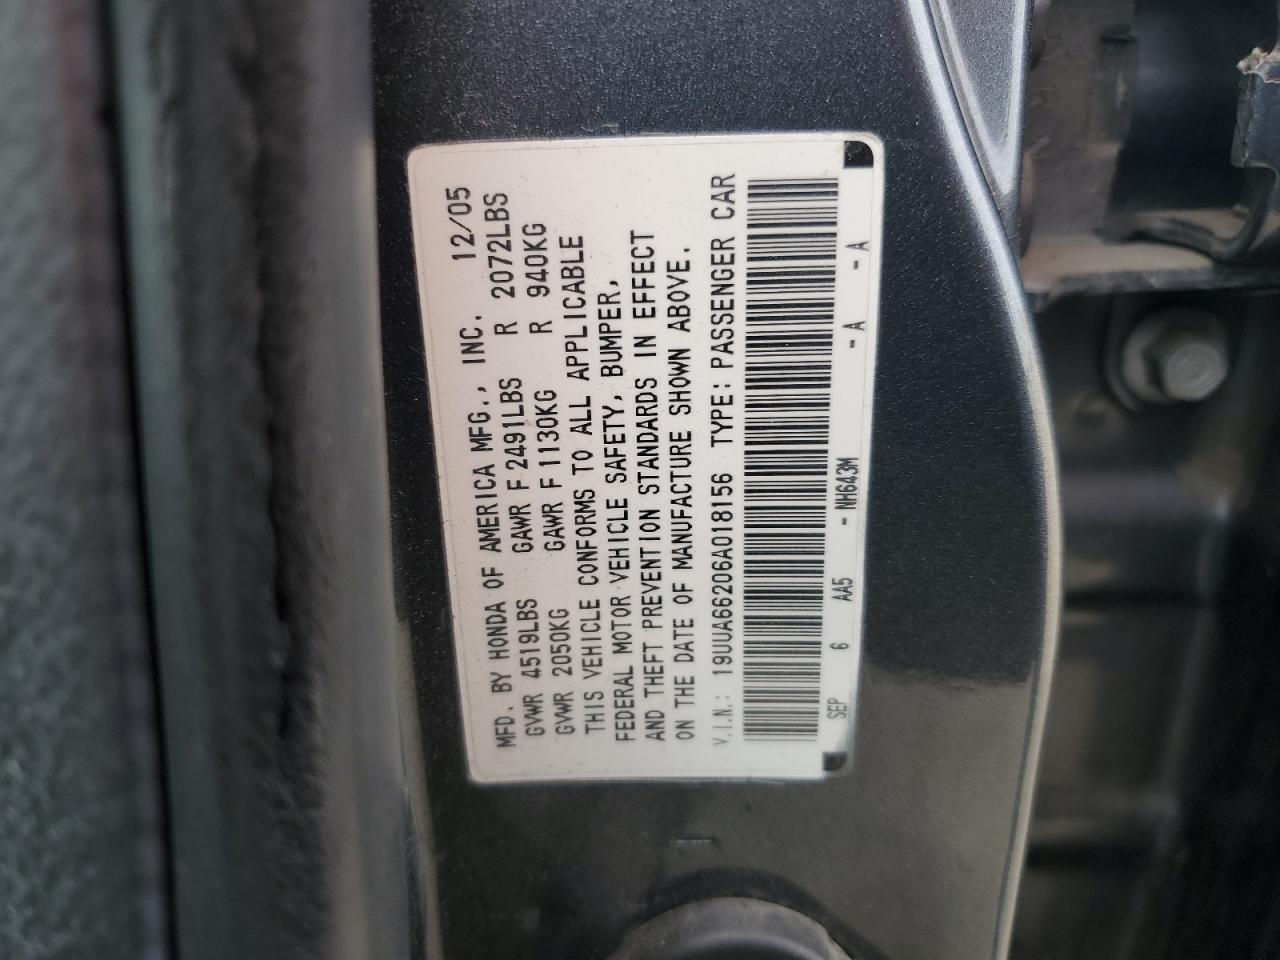 MFD. BY HONDA OF AMERICA MFG., INC. 12/05
GVWR 4519LBS GAWR F 2491LBS R 2072LBS
GVWR 2050KG GAWR F 1130KG R 940KG
THIS VEHICLE CONFORMS TO ALL APPLICABLE
FEDERAL MOTOR VEHICLE SAFETY, BUMPER,
AND THEFT PREVENTION STANDARDS IN EFFECT
ON THE DATE OF MANUFACTURE SHOWN ABOVE.
V.I.N.: 19UUA66206A018156 TYPE: PASSENGER CAR
SEP 6 AA5 - NH643M - A - A